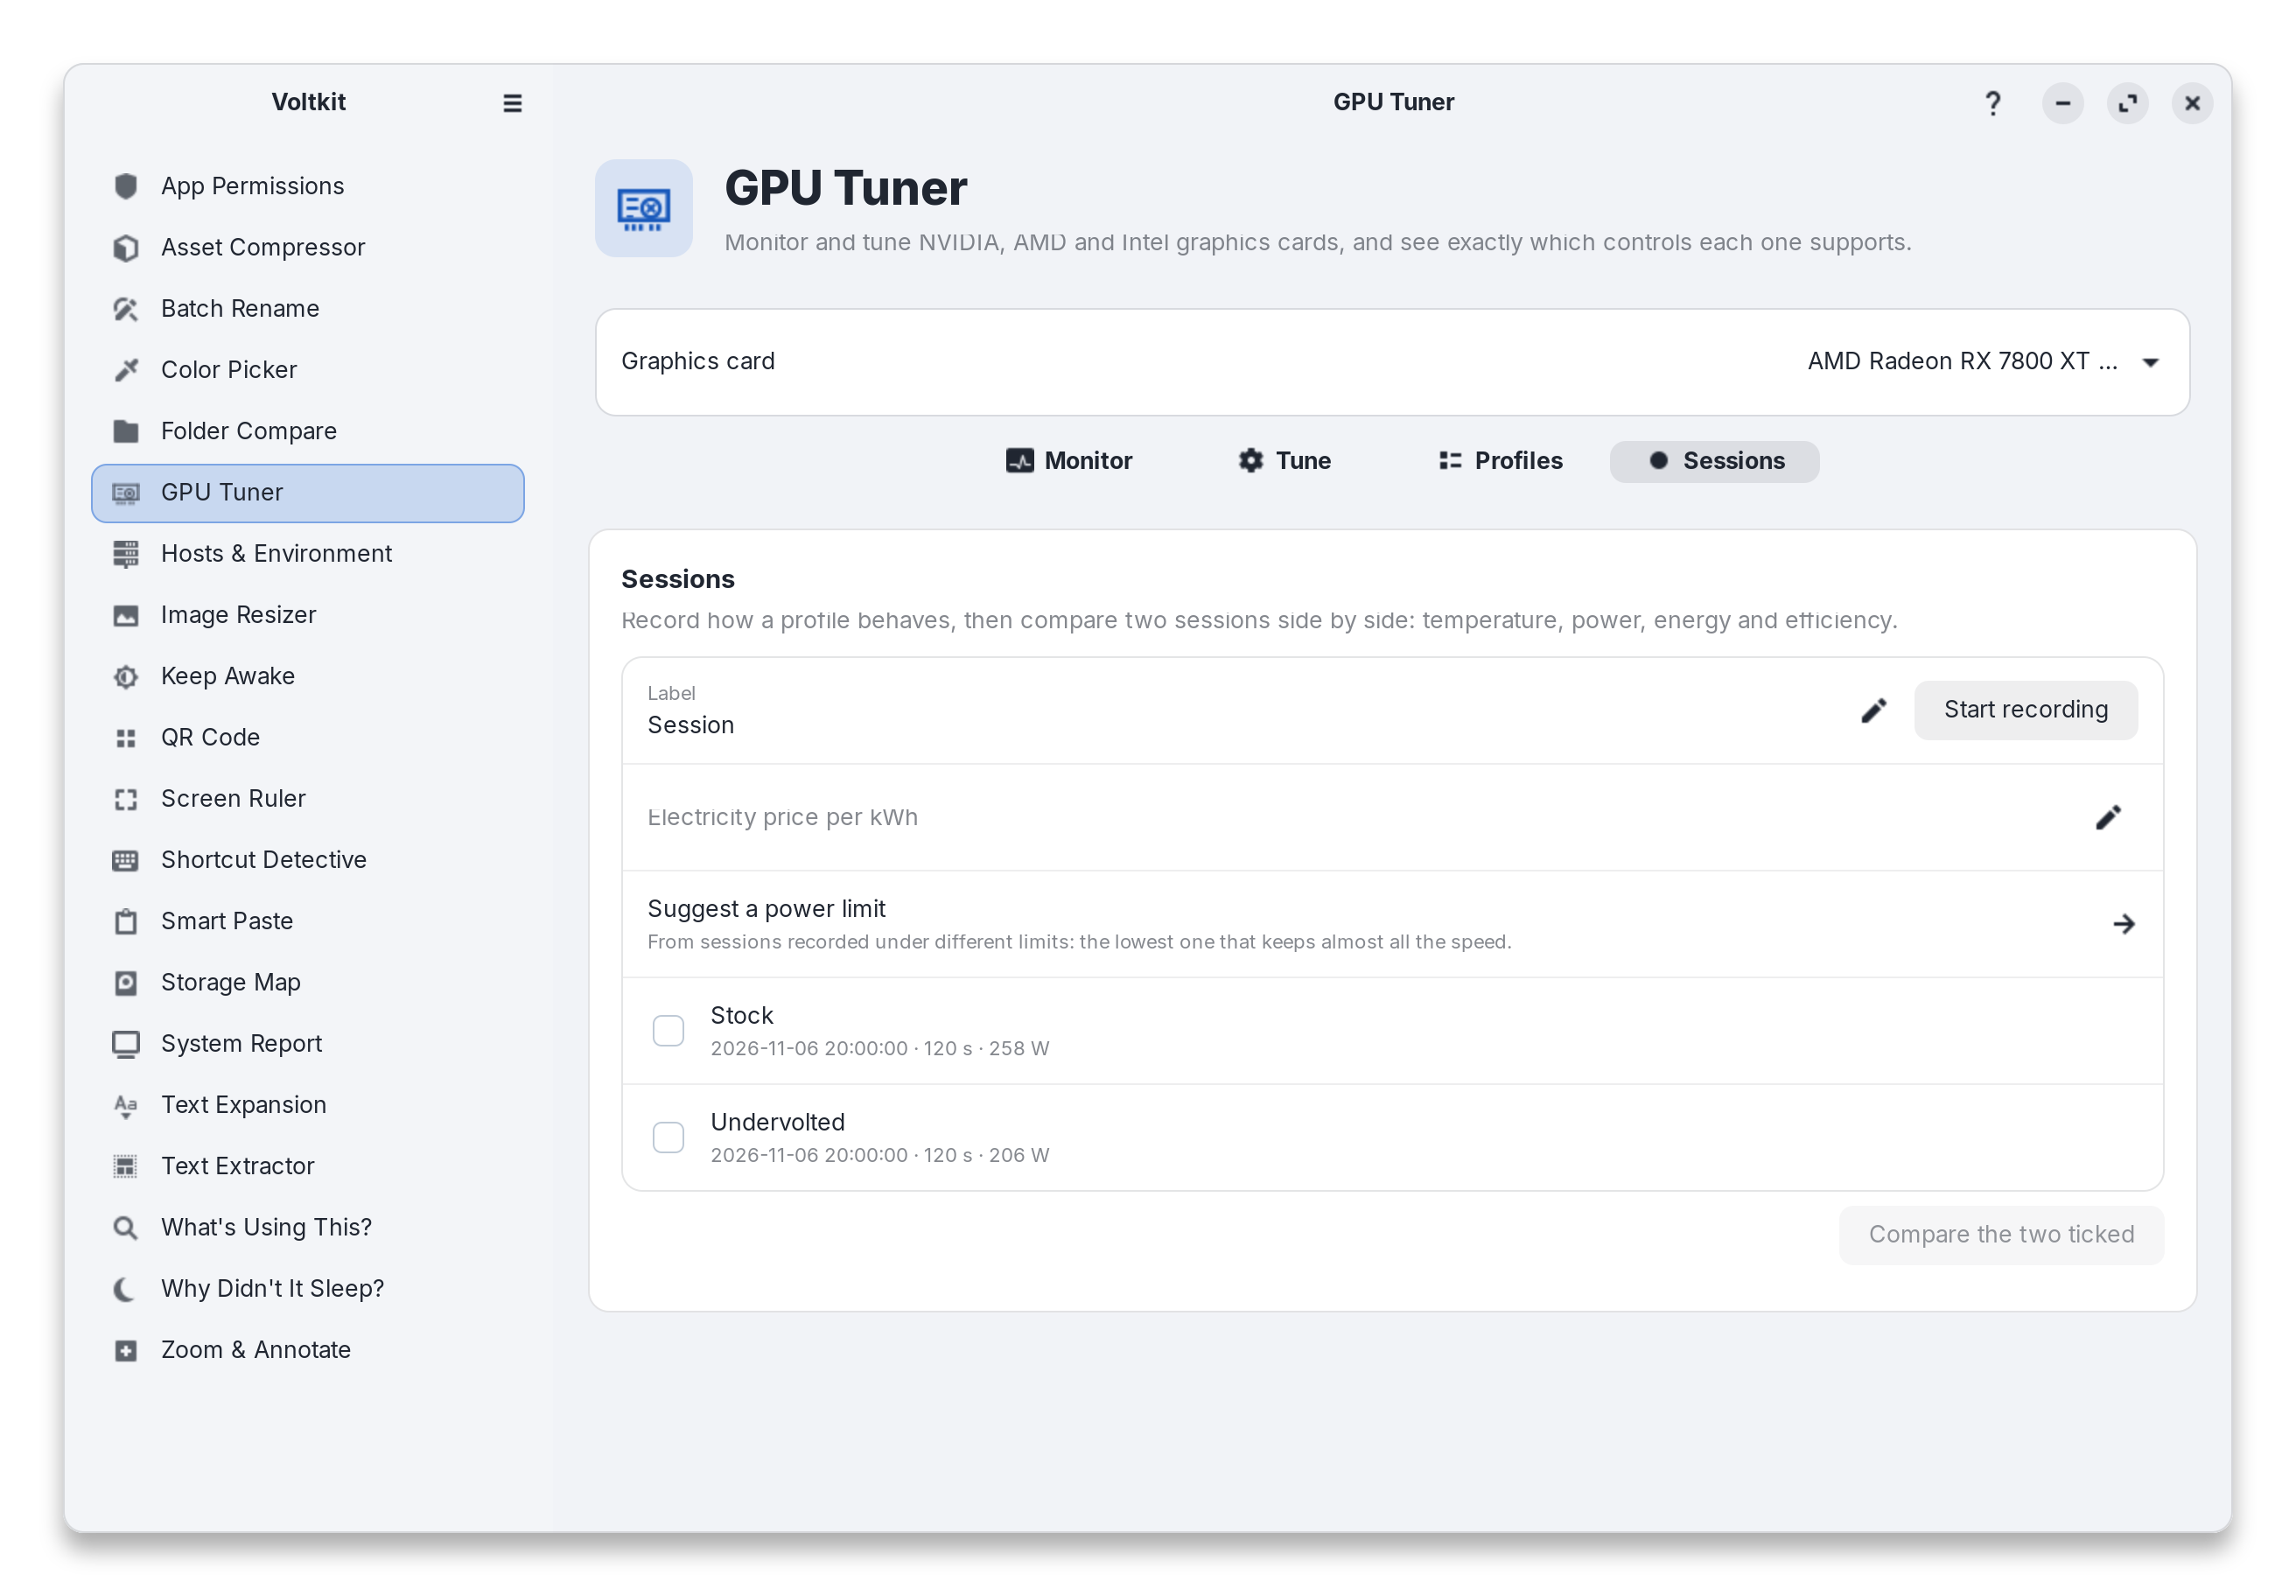 Voltkit
GPU Tuner
?
App Permissions
Asset Compressor
Batch Rename
Color Picker
Folder Compare
GPU Tuner
Hosts & Environment
Image Resizer
Keep Awake
QR Code
Screen Ruler
Shortcut Detective
Smart Paste
Storage Map
System Report
Text Expansion
Text Extractor
What's Using This?
Why Didn't It Sleep?
Zoom & Annotate
GPU Tuner
Monitor and tune NVIDIA, AMD and Intel graphics cards, and see exactly which controls each one supports.
Graphics card
AMD Radeon RX 7800 XT ...
Monitor
Tune
Profiles
Sessions
Sessions
Record how a profile behaves, then compare two sessions side by side: temperature, power, energy and efficiency.
Label
Session
Start recording
Electricity price per kWh
Suggest a power limit
From sessions recorded under different limits: the lowest one that keeps almost all the speed.
Stock
2026-11-06 20:00:00 · 120 s · 258 W
Undervolted
2026-11-06 20:00:00 · 120 s · 206 W
Compare the two ticked